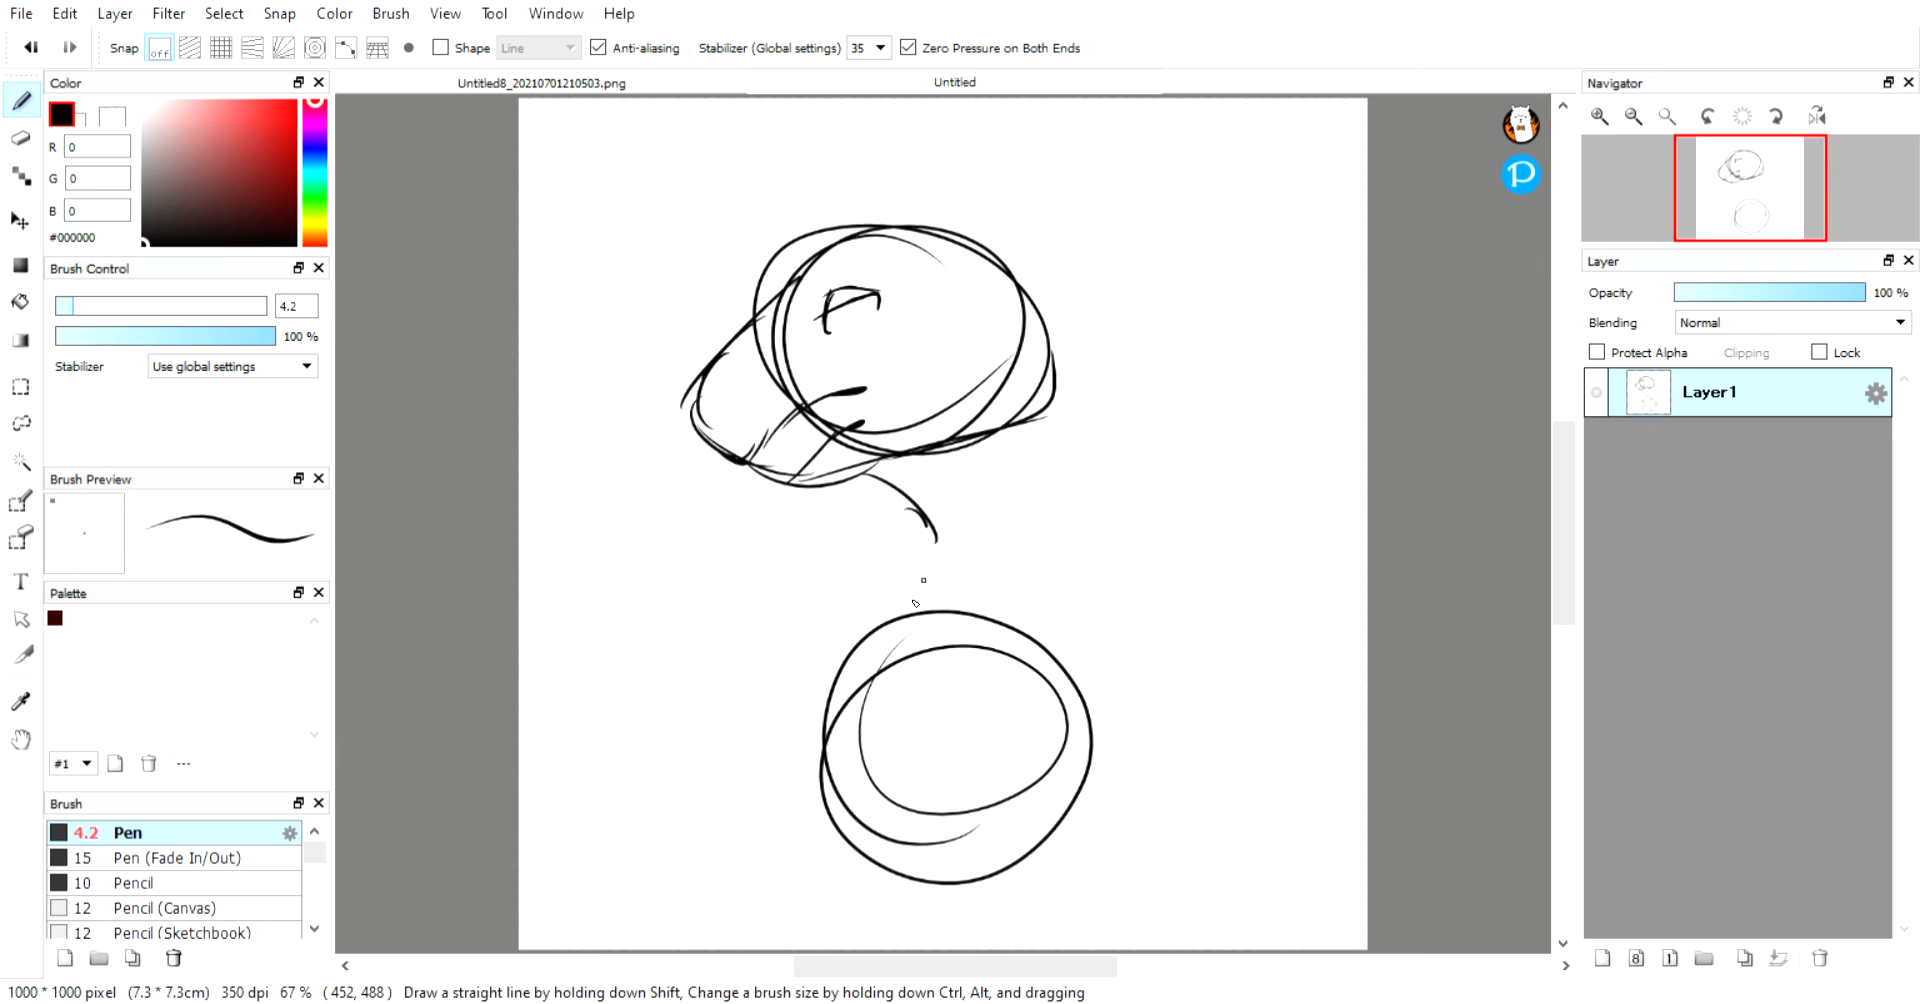 File Edit Layer Filter Select Snap Color Brush View Tool Window Help
Snap off Shape Line Anti-aliasing Stabilizer (Global settings) 35 Zero Pressure on Both Ends
Color
Untitled8_20210701210503.png Untitled
Navigator
R 0
G 0
B 0
#000000
Brush Control
4.2
100 %
Stabilizer Use global settings
Brush Preview
Palette
#1 ---
Brush
4.2 Pen
15 Pen (Fade In/Out)
10 Pencil
12 Pencil (Canvas)
12 Pencil (Sketchbook)
P
Layer
Opacity 100 %
Blending Normal
Protect Alpha Clipping Lock
Layer1
8 1
T
1000 * 1000 pixel (7.3 * 7.3cm) 350 dpi 67 % ( 452, 488 ) Draw a straight line by holding down Shift, Change a brush size by holding down Ctrl, Alt, and dragging